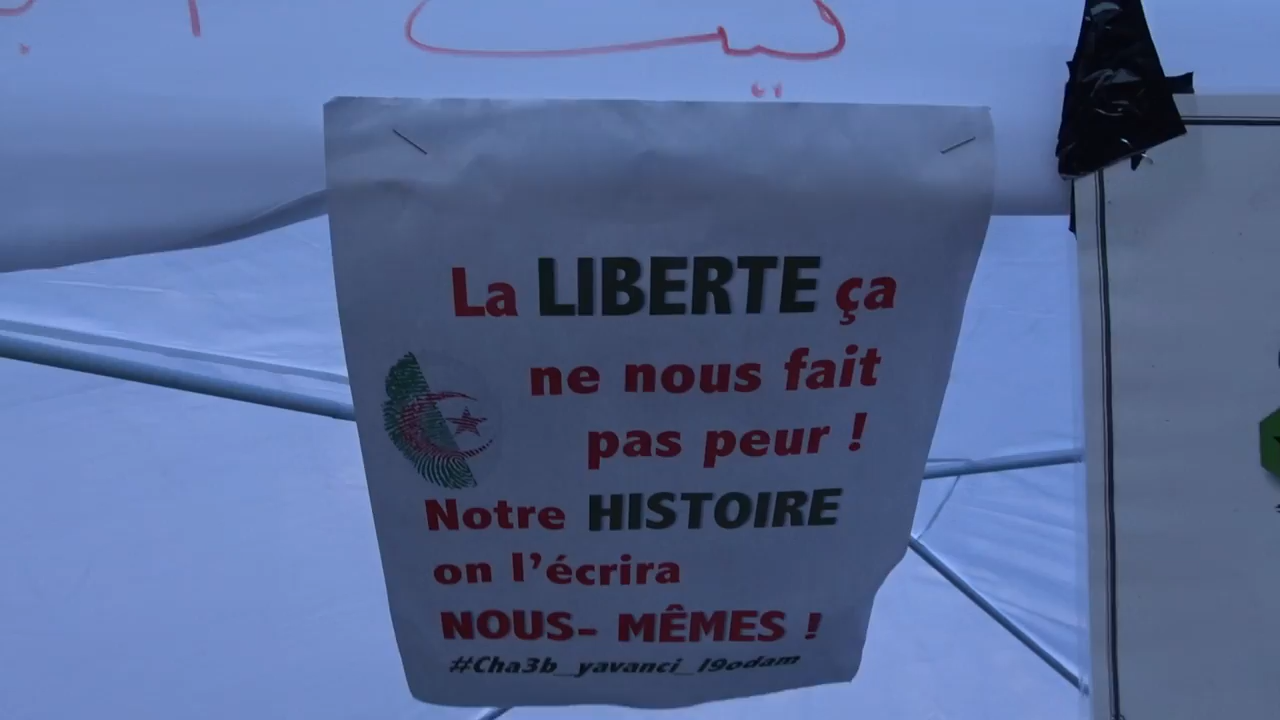 La LIBERTE ça
ne nous fait
pas peur !
Notre HISTOIRE
on l'écrira
NOUS- MÊMES !
#Cha3b_yavanci_l9odam